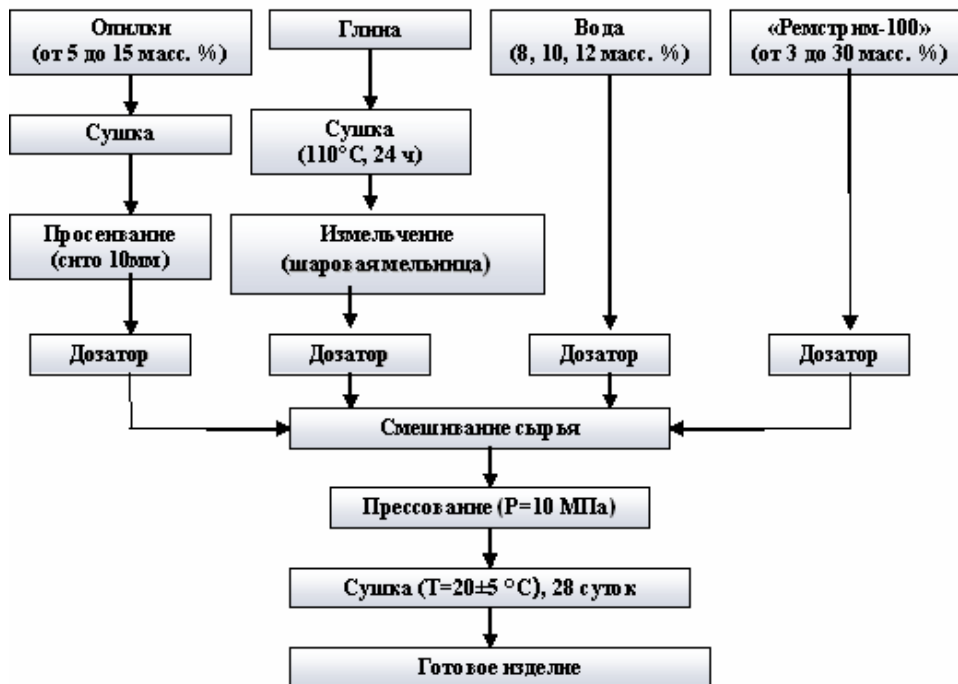 Опилки
(от 5 до 15 масс. %)
Глина
Вода
(8, 10, 12 масс. %)
«Ремстрим-100»
(от 3 до 30 масс. %)
Сушка
Сушка
(110°С, 24 ч)
Просеивание
(сито 10мм)
Измельчение
(шаровая мельница)
Дозатор
Дозатор
Дозатор
Дозатор
Смешивание сырья
Прессование (Р=10 МПа)
Сушка (Т=20±5 °С), 28 суток
Готовое изделие